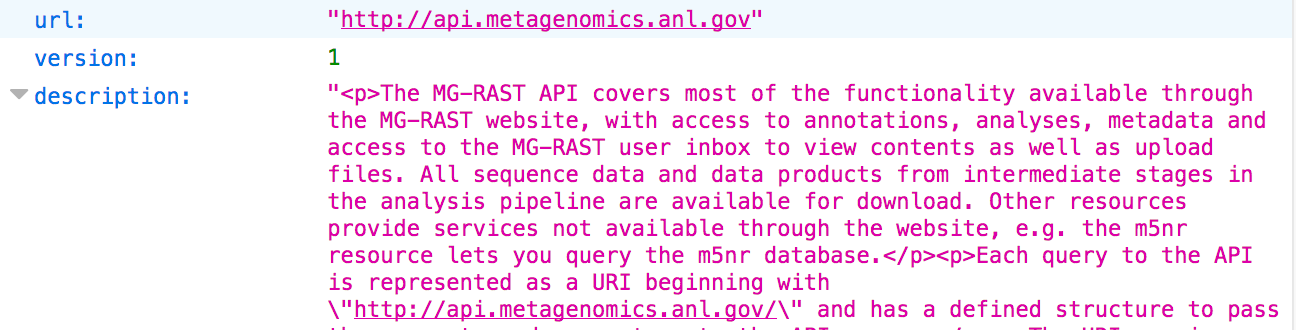 url: "http://api.metagenomics.anl.gov"
version: 1
description: "<p>The MG-RAST API covers most of the functionality available through
the MG-RAST website, with access to annotations, analyses, metadata and
access to the MG-RAST user inbox to view contents as well as upload
files. All sequence data and data products from intermediate stages in
the analysis pipeline are available for download. Other resources
provide services not available through the website, e.g. the m5nr
resource lets you query the m5nr database.</p><p>Each query to the API
is represented as a URI beginning with
\"http://api.metagenomics.anl.gov/\" and has a defined structure to pass